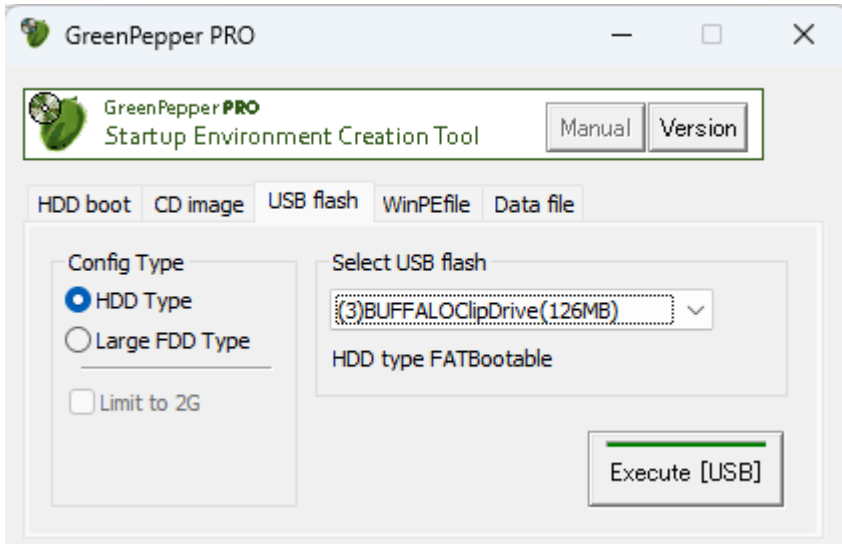 GreenPepper PRO
GreenPepper PRO
Startup Environment Creation Tool
Manual
Version
HDD boot
CD image
USB flash
WinPEfile
Data file
Config Type
HDD Type
Large FDD Type
Limit to 2G
Select USB flash
(3)BUFFALOClipDrive(126MB)
HDD type FATBootable
Execute [USB]